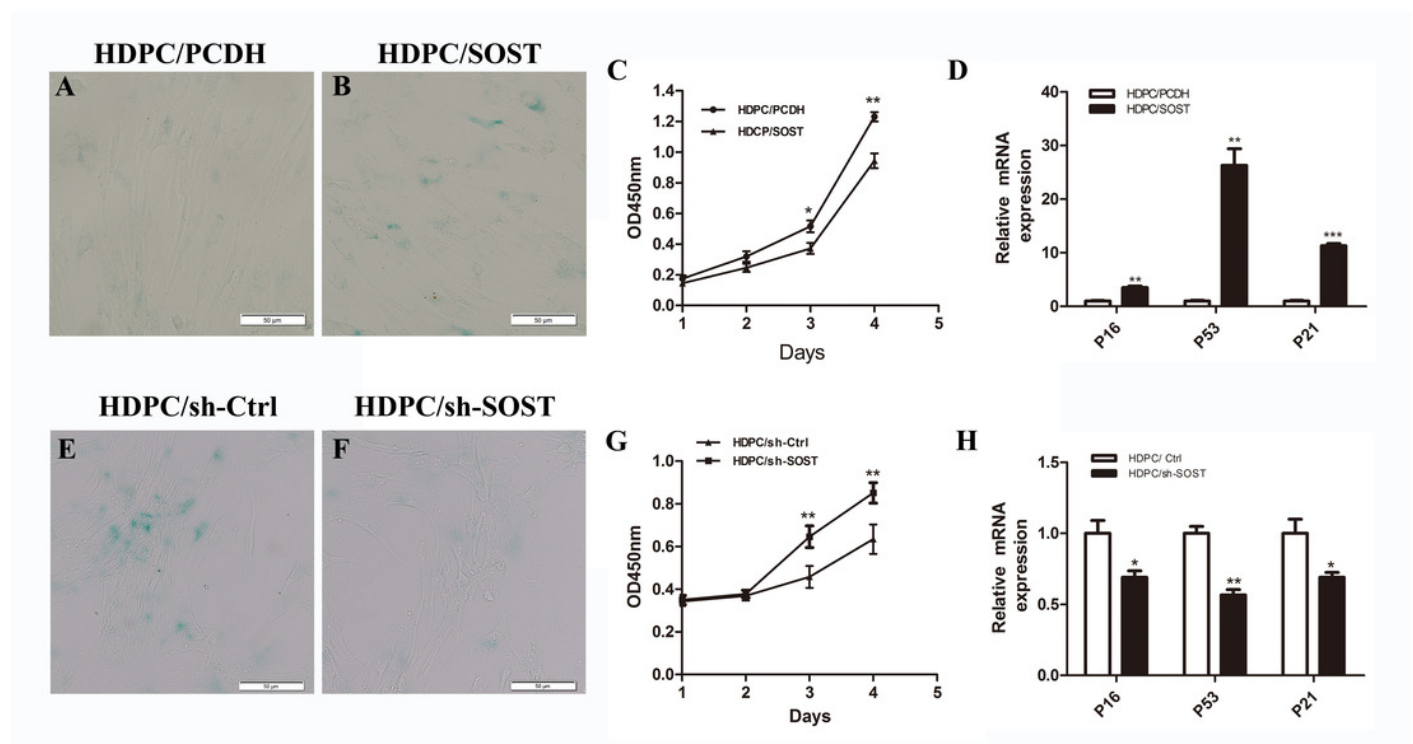 HDPC/PCDH
HDPC/SOST
A
B
50 µm
50 µm
C
HDPC/PCDH
HDCP/SOST
OD450nm
1.4
1.2
1.0
0.8
0.6
0.4
0.2
0.0
*
**
1 2 3 4 5
Days
D
HDPC/PCDH
HDPC/SOST
Relative mRNA
expression
40
30
20
10
0
**
**
***
P16 P53 P21
HDPC/sh-Ctrl
HDPC/sh-SOST
E
F
50 µm
50 µm
G
HDPC/sh-Ctrl
HDPC/sh-SOST
OD450nm
1.0
0.8
0.6
0.4
0.2
0.0
**
**
1 2 3 4 5
Days
H
HDPC/ Ctrl
HDPC/sh-SOST
Relative mRNA
expression
1.5
1.0
0.5
0.0
*
**
*
P16 P53 P21